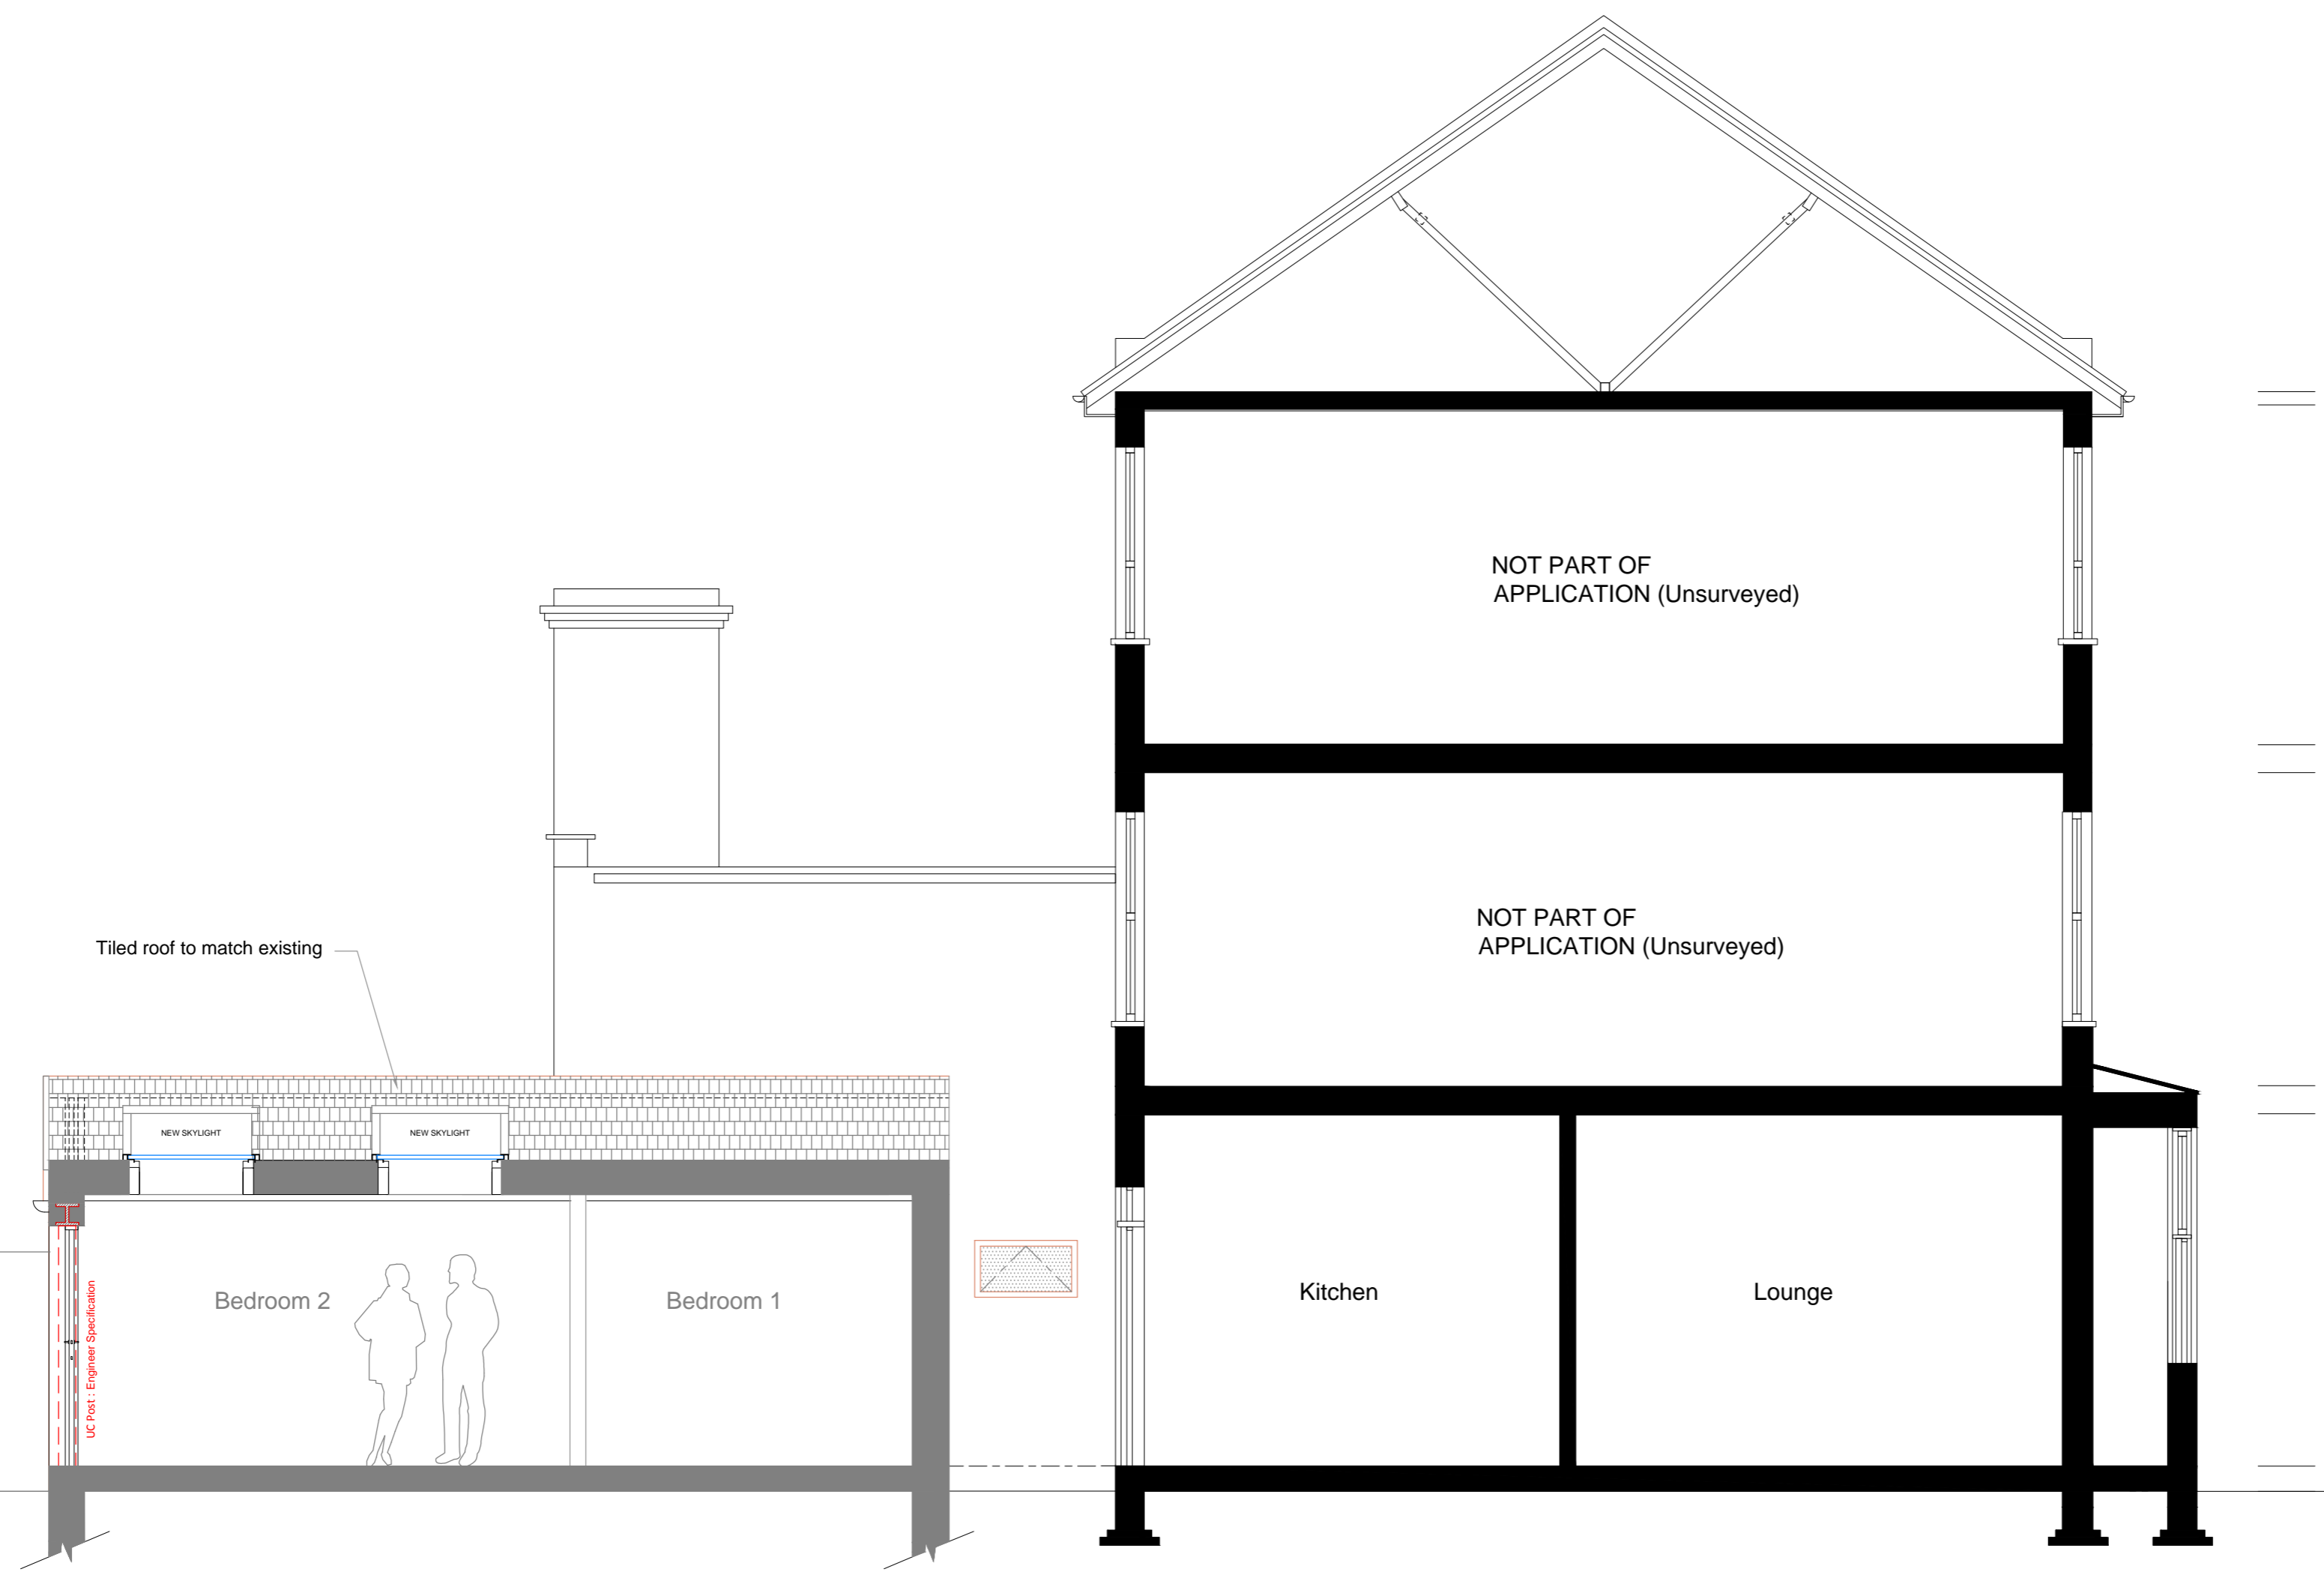 NOT PART OF
APPLICATION (Unsurveyed)
NOT PART OF
APPLICATION (Unsurveyed)
Tiled roof to match existing
NEW SKYLIGHT
NEW SKYLIGHT
UC Post : Engineer Specification
Bedroom 2
Bedroom 1
Kitchen
Lounge